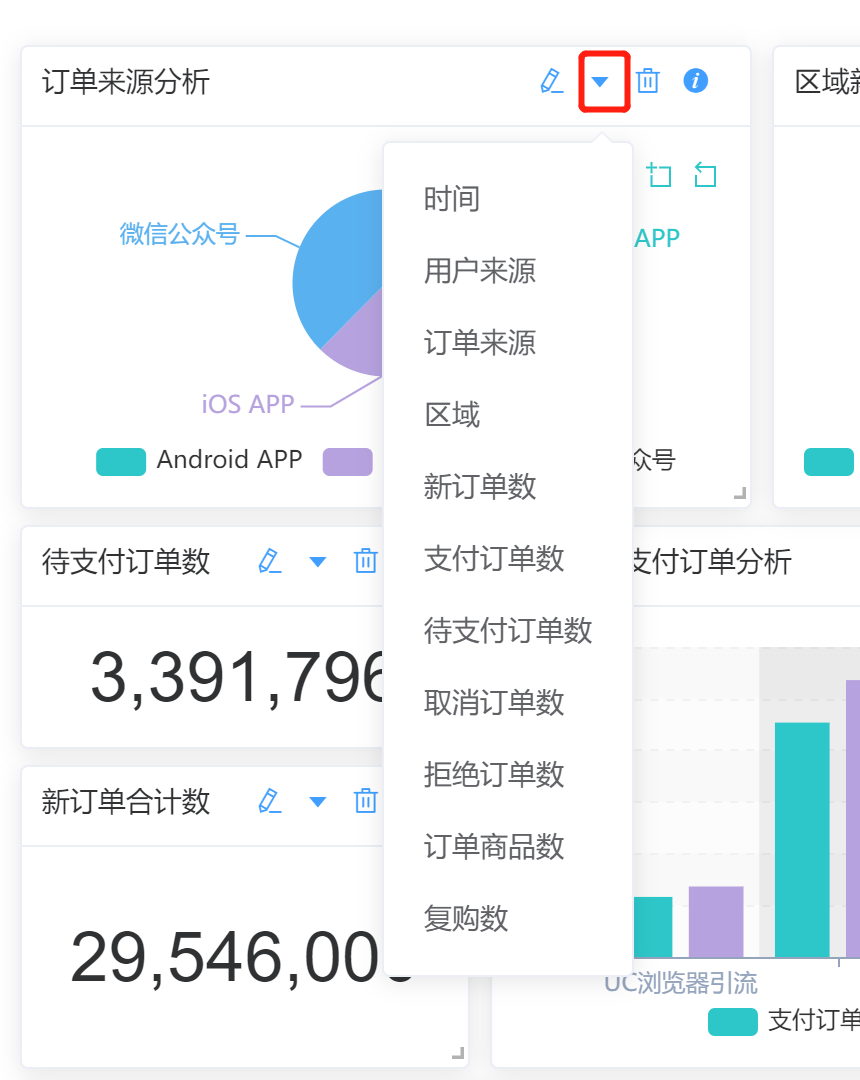 订单来源分析
区域新
微信公众号
APP
iOS APP
Android APP
众号
时间
用户来源
订单来源
区域
新订单数
支付订单数
待支付订单数
取消订单数
拒绝订单数
订单商品数
复购数
待支付订单数
支付订单分析
3,391,796
新订单合计数
29,546,00
UC浏览器引流
支付订单